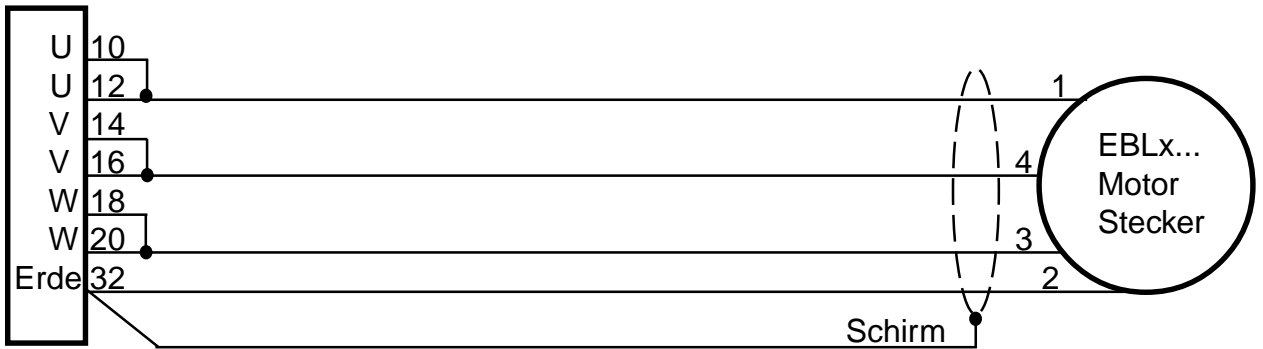 U 10
U 12 1
V 14
V 16 4
W 18
W 20 3
Erde 32 2
EBLx...
Motor
Stecker
Schirm